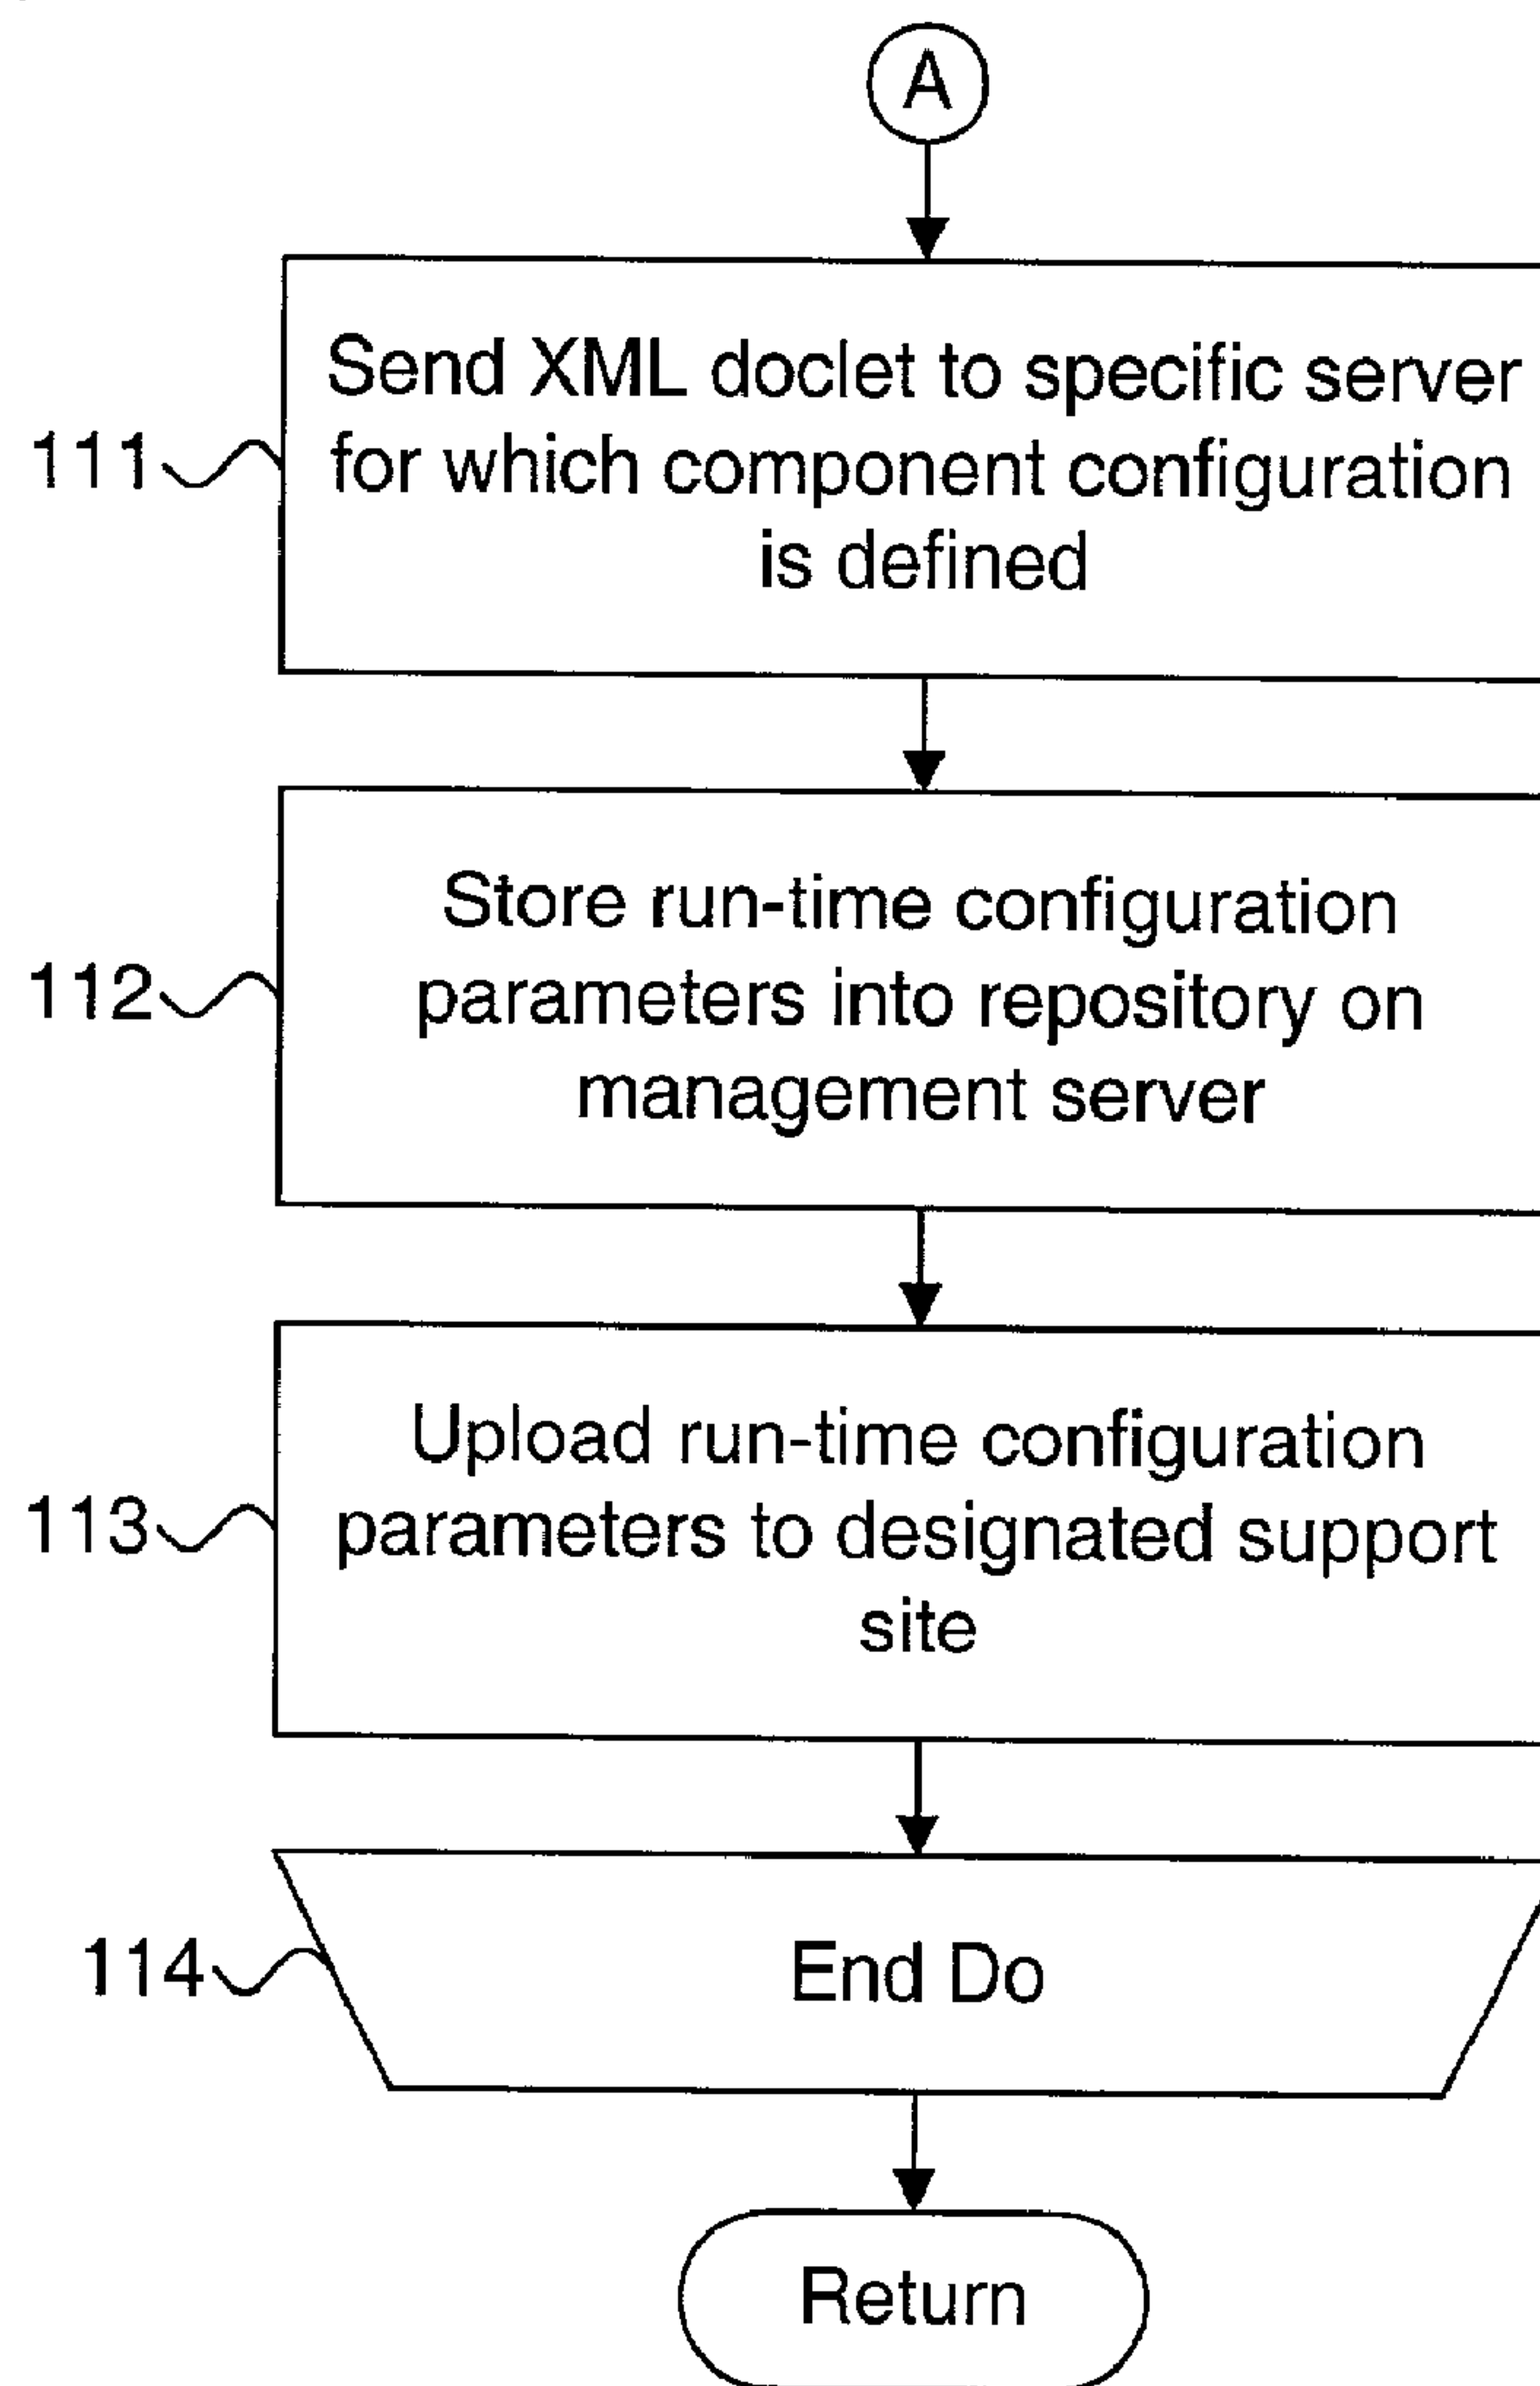 A
Send XML doclet to specific server
111
for which component configuration
is defined
Store run-time configuration
112
parameters into repository on
management server
Upload run-time configuration
113
parameters to designated support
site
114
End Do
Return